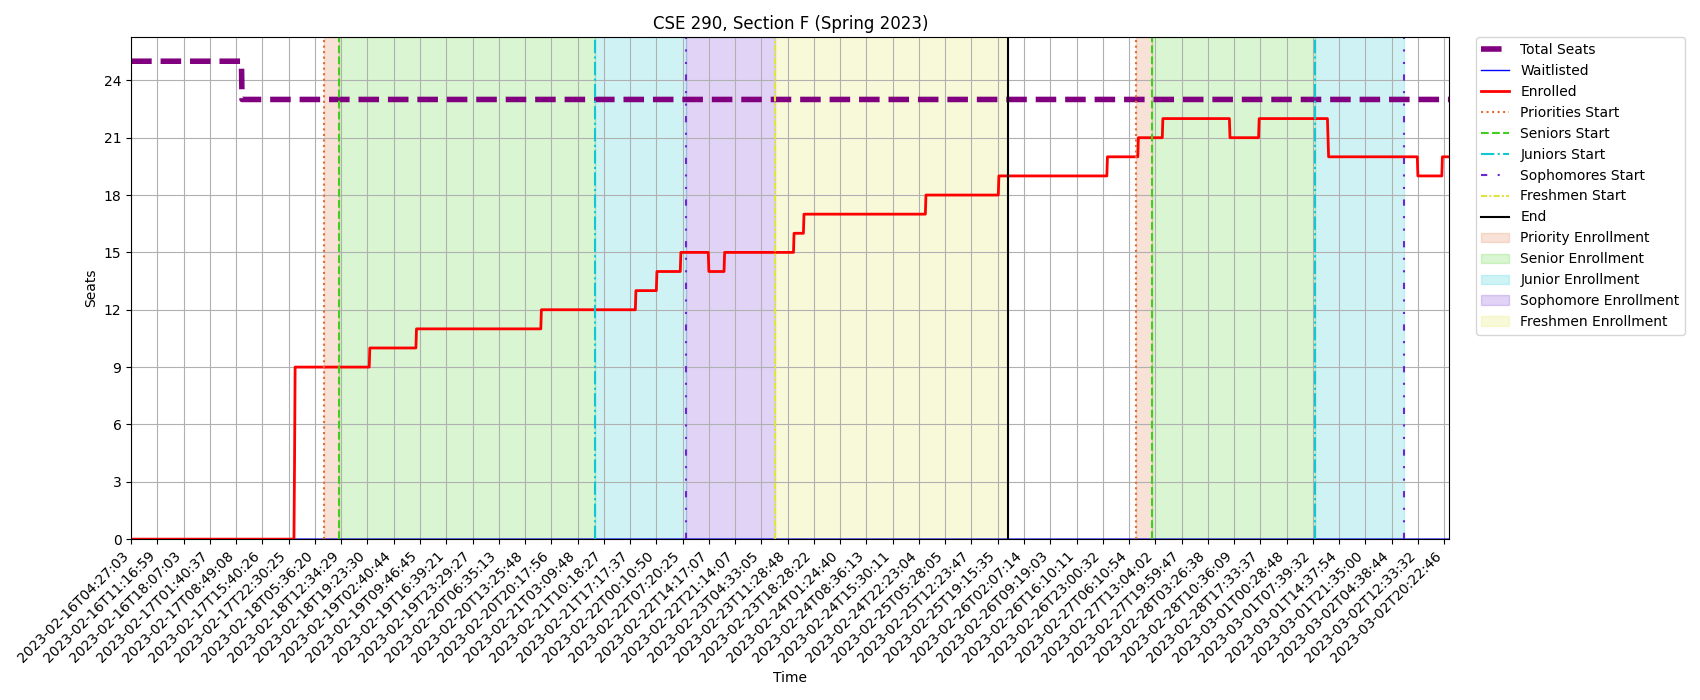 CSE 290, Section F (Spring 2023)
Seats
24
21
18
15
12
9
6
3
0
2023-02-16T04:27:03
2023-02-16T11:16:59
2023-02-16T18:07:03
2023-02-17T01:40:37
2023-02-17T08:49:08
2023-02-17T15:40:26
2023-02-17T22:30:25
2023-02-18T05:36:20
2023-02-18T12:34:29
2023-02-18T19:23:30
2023-02-19T02:40:44
2023-02-19T09:46:45
2023-02-19T16:39:21
2023-02-19T23:29:27
2023-02-20T06:35:13
2023-02-20T13:25:48
2023-02-20T20:17:56
2023-02-21T03:09:48
2023-02-21T10:18:27
2023-02-21T17:17:37
2023-02-22T00:10:50
2023-02-22T07:20:25
2023-02-22T14:17:07
2023-02-22T21:14:07
2023-02-23T04:33:05
2023-02-23T11:28:48
2023-02-23T18:28:22
2023-02-24T01:24:40
2023-02-24T08:36:13
2023-02-24T15:30:11
2023-02-24T22:23:04
2023-02-25T05:28:05
2023-02-25T12:23:47
2023-02-25T19:15:35
2023-02-26T02:07:14
2023-02-26T09:19:03
2023-02-26T16:10:11
2023-02-26T23:00:32
2023-02-27T06:10:54
2023-02-27T13:04:02
2023-02-27T19:59:47
2023-02-28T03:26:38
2023-02-28T10:36:09
2023-02-28T17:33:37
2023-03-01T00:28:48
2023-03-01T07:39:32
2023-03-01T14:37:54
2023-03-01T21:35:00
2023-03-02T04:38:44
2023-03-02T12:33:32
2023-03-02T20:22:46
Time
Total Seats
Waitlisted
Enrolled
Priorities Start
Seniors Start
Juniors Start
Sophomores Start
Freshmen Start
End
Priority Enrollment
Senior Enrollment
Junior Enrollment
Sophomore Enrollment
Freshmen Enrollment